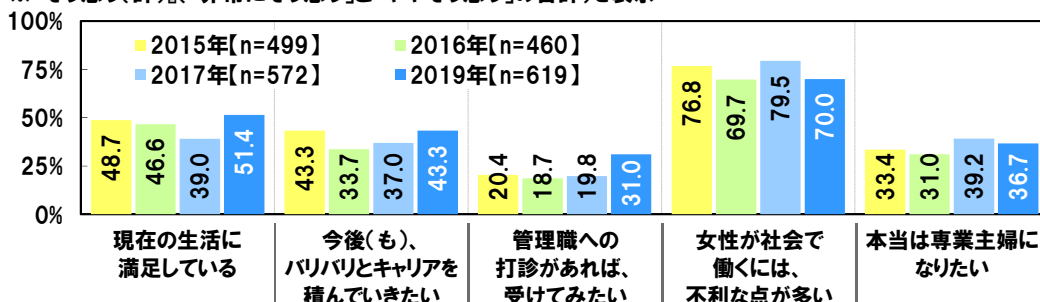 100%
75%
50%
25%
0%
2015年【n=499】
2016年【n=460】
2017年【n=572】
2019年【n=619】
48.7
46.6
39.0
51.4
43.3
33.7
37.0
43.3
20.4
18.7
19.8
31.0
76.8
69.7
79.5
70.0
33.4
31.0
39.2
36.7
現在の生活に
満足している
今後(も)、
バリバリとキャリアを
積んでいきたい
管理職への
打診があれば、
受けてみたい
女性が社会で
働くには、
不利な点が多い
本当は専業主婦に
なりたい